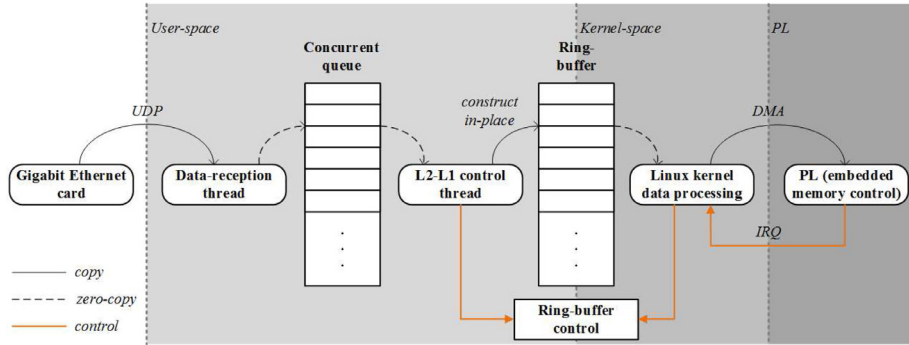 User-space
Kernel-space
PL
Concurrent
queue
Ring-
buffer
UDP
construct
in-place
DMA
Gigabit Ethernet
card
Data-reception
thread
L2-L1 control
thread
Linux kernel
data processing
PL (embedded
memory control)
IRQ
copy
zero-copy
control
Ring-buffer
control